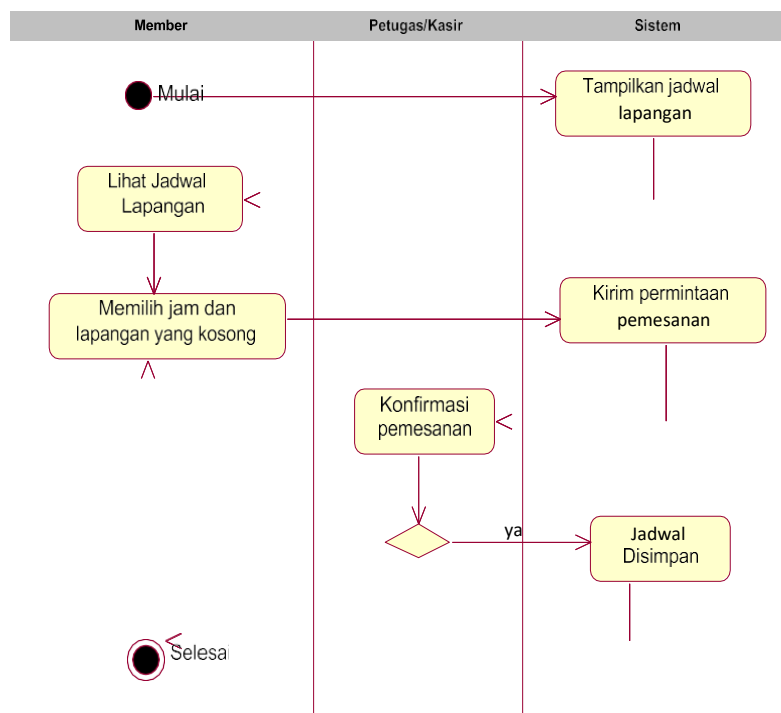 Member Petugas/Kasir Sistem
Mulai
Tampilkan jadwal
lapangan
Lihat Jadwal
Lapangan
Memilih jam dan
lapangan yang kosong
Kirim permintaan
pemesanan
Konfirmasi
pemesanan
ya
Jadwal
Disimpan
Selesai